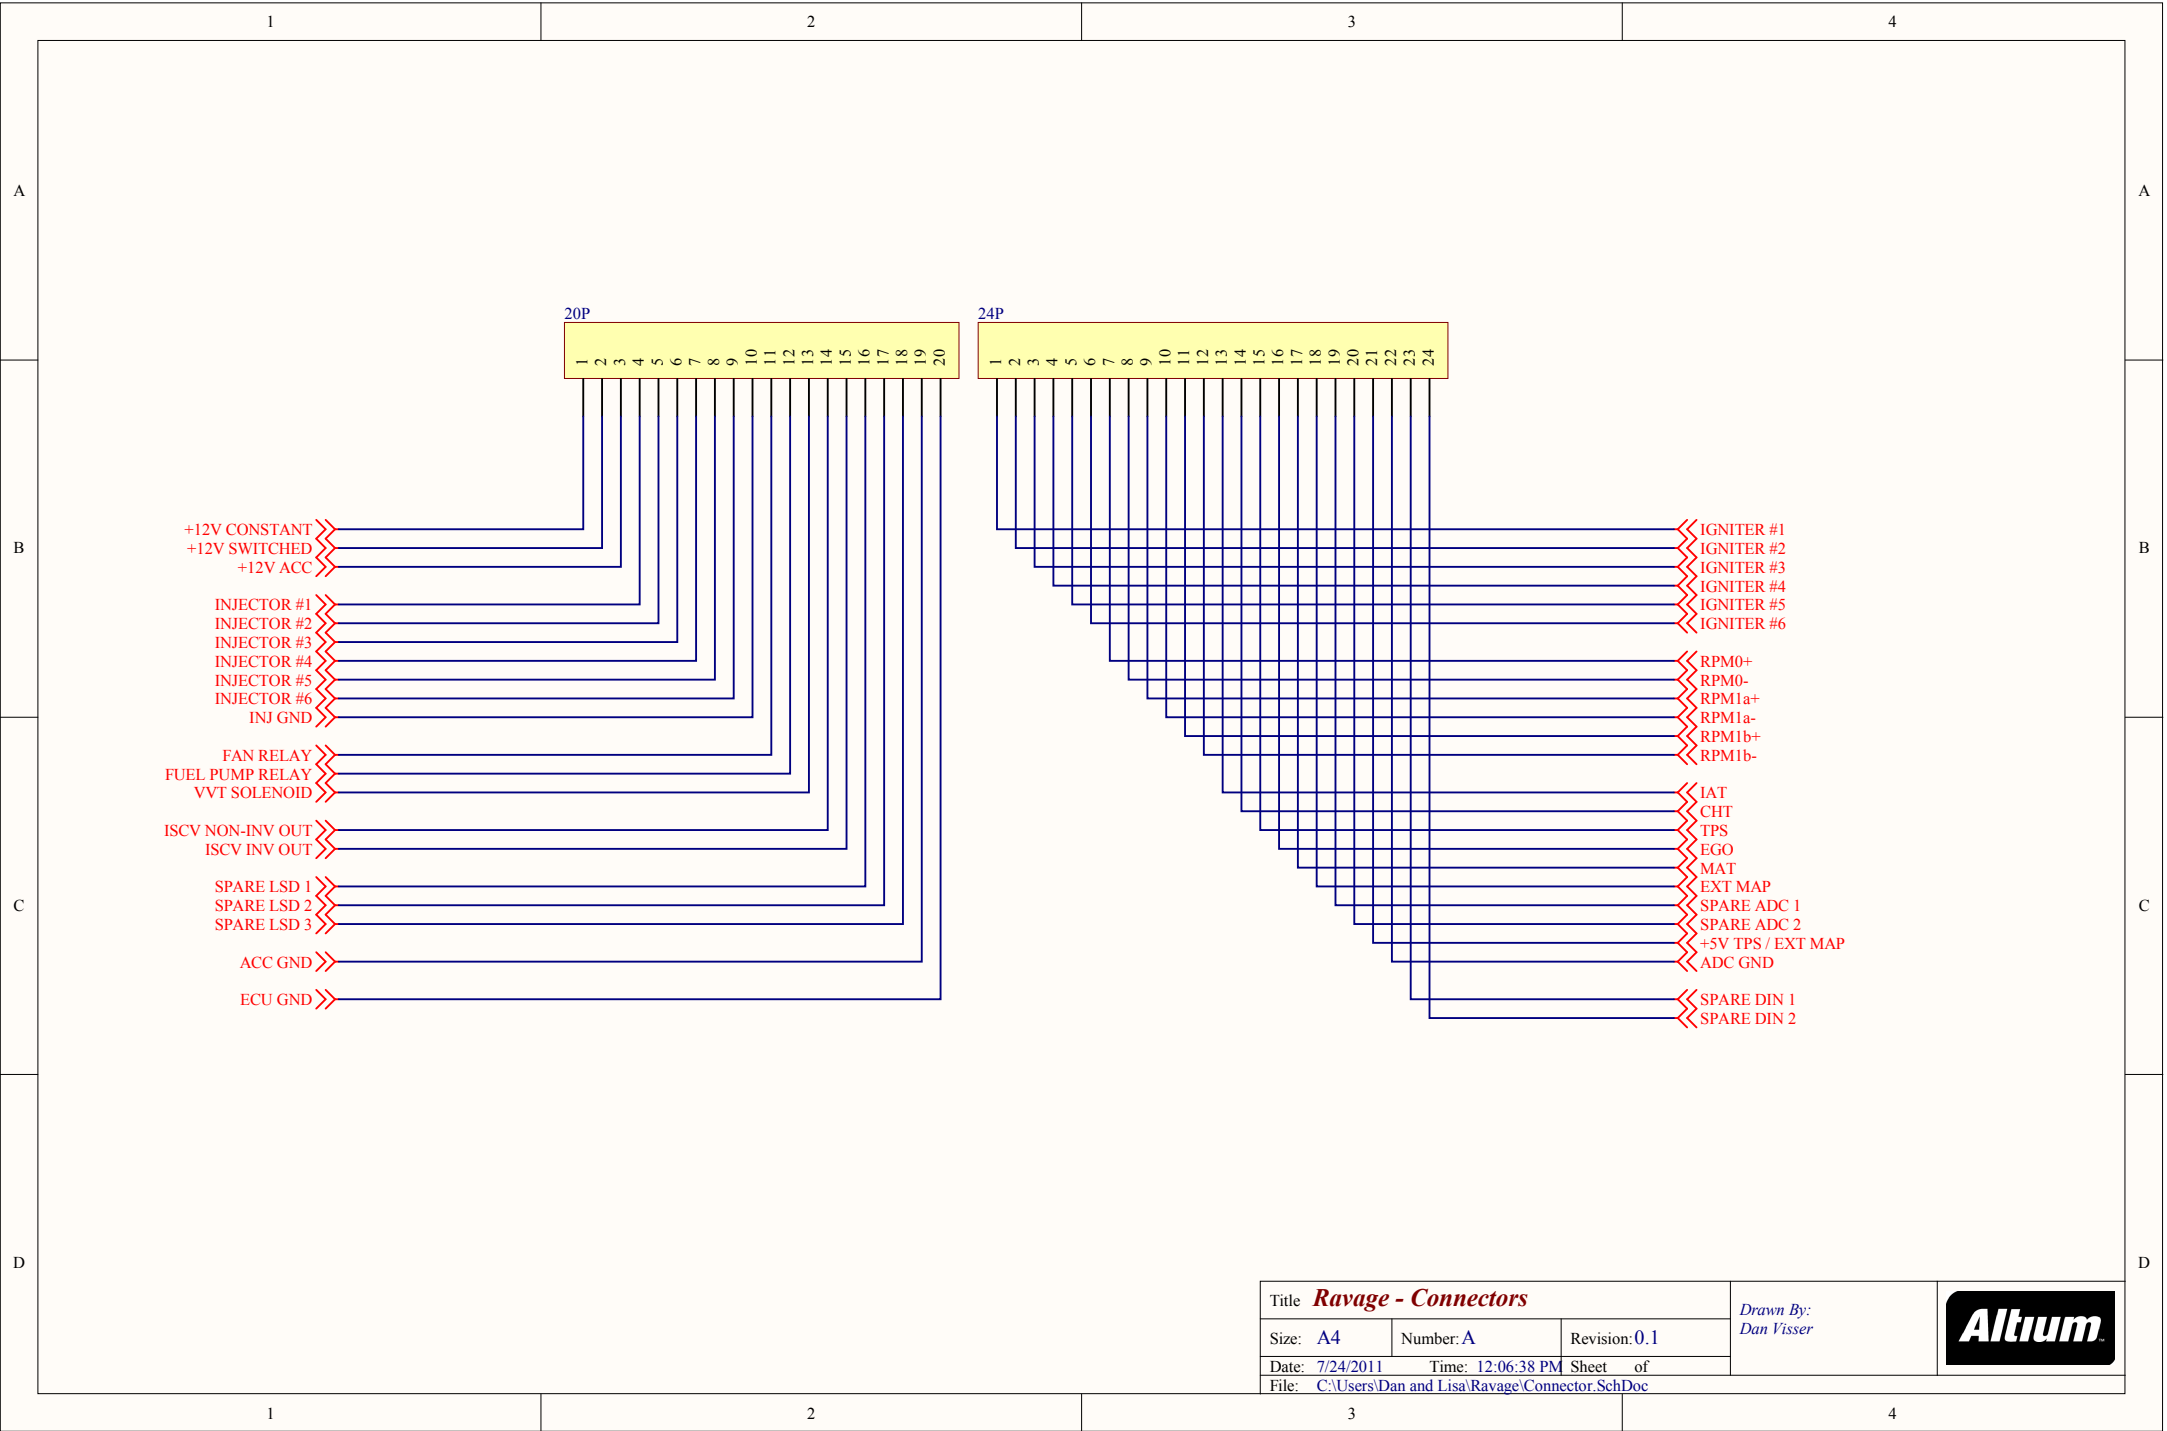 1 2 3 4
A A
20P 24P
1 2 3 4 5 6 7 8 9 10 11 12 13 14 15 16 17 18 19 20
1 2 3 4 5 6 7 8 9 10 11 12 13 14 15 16 17 18 19 20 21 22 23 24
B B
+12V CONSTANT
+12V SWITCHED
+12V ACC
INJECTOR #1
INJECTOR #2
INJECTOR #3
INJECTOR #4
INJECTOR #5
INJECTOR #6
INJ GND
FAN RELAY
FUEL PUMP RELAY
VVT SOLENOID
ISCV NON-INV OUT
ISCV INV OUT
SPARE LSD 1
SPARE LSD 2
SPARE LSD 3
ACC GND
ECU GND
IGNITER #1
IGNITER #2
IGNITER #3
IGNITER #4
IGNITER #5
IGNITER #6
RPM0+
RPM0-
RPM1a+
RPM1a-
RPM1b+
RPM1b-
IAT
CHT
TPS
EGO
MAT
EXT MAP
SPARE ADC 1
SPARE ADC 2
+5V TPS / EXT MAP
ADC GND
SPARE DIN 1
SPARE DIN 2
C C
D D
Title Ravage - Connectors
Size: A4 Number: A Revision: 0.1
Date: 7/24/2011 Time: 12:06:38 PM Sheet of
File: C:\Users\Dan and Lisa\Ravage\Connector.SchDoc
Drawn By:
Dan Visser
Altium
1 2 3 4